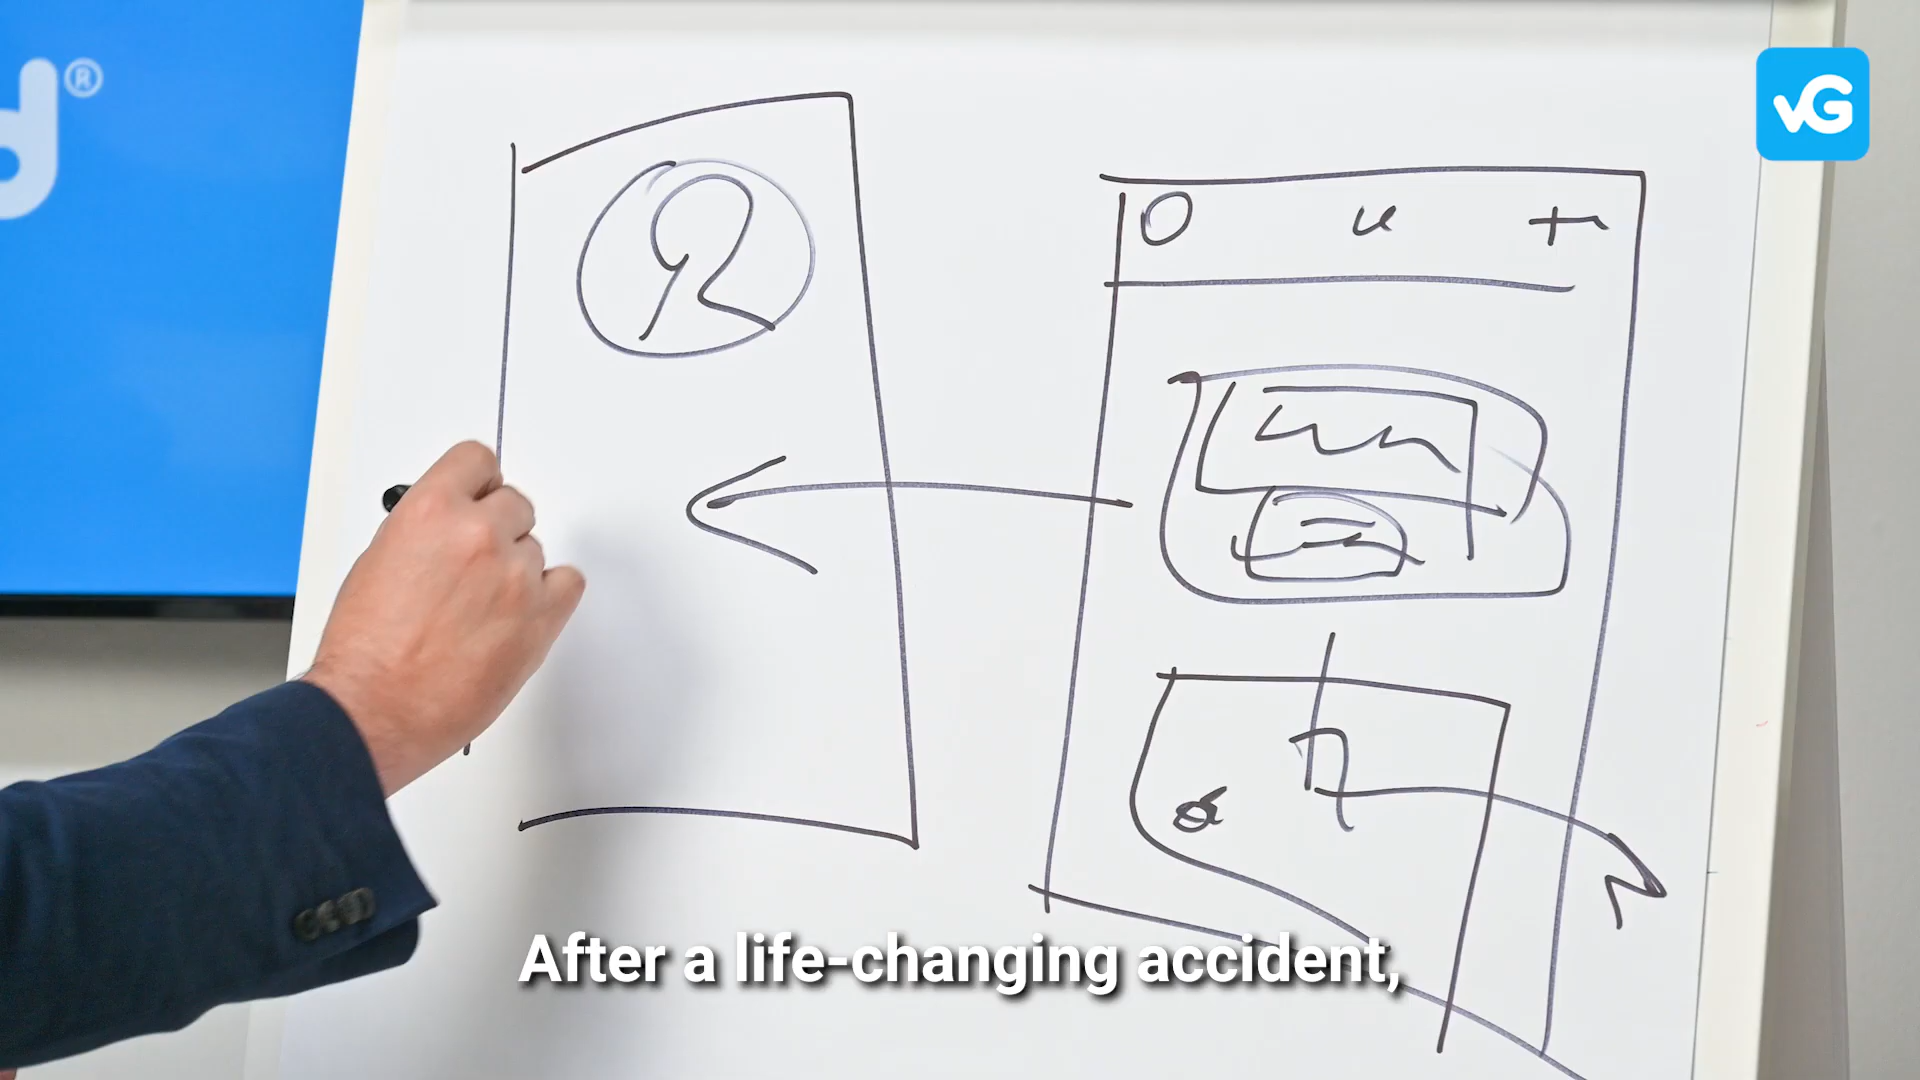 d®
vG
After a life-changing accident,